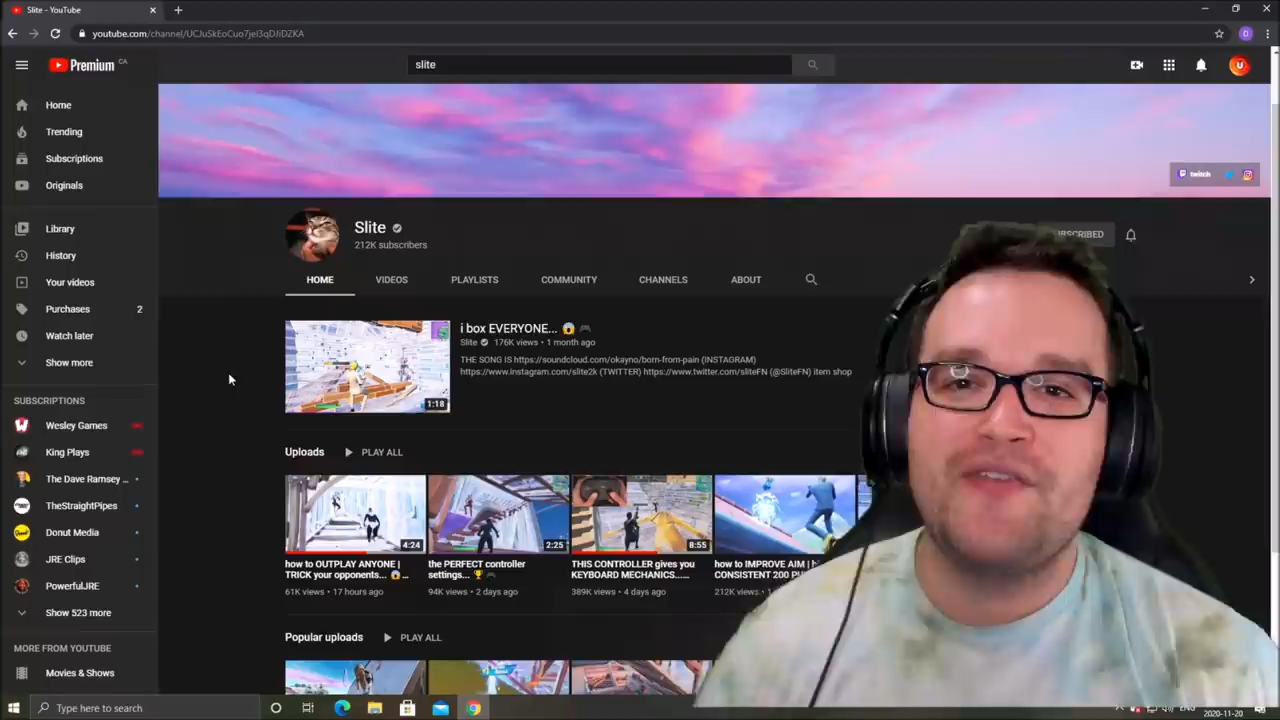 Slite - YouTube
youtube.com/channel/UCJuSkEoCuo7jeI3qDJiDZKA
Premium CA
slite
Home
Trending
Subscriptions
Originals
Library
History
Your videos
Purchases 2
Watch later
Show more
SUBSCRIPTIONS
Wesley Games
King Plays
The Dave Ramsey ...
TheStraightPipes
Donut Media
JRE Clips
PowerfulJRE
Show 523 more
MORE FROM YOUTUBE
Movies & Shows
twitch
Slite
212K subscribers
HOME VIDEOS PLAYLISTS COMMUNITY CHANNELS ABOUT
i box EVERYONE... 😱 🎮
Slite 176K views • 1 month ago
THE SONG IS https://soundcloud.com/okayno/born-from-pain (INSTAGRAM)
https://www.instagram.com/slite2k (TWITTER) https://www.twitter.com/sliteFN (@SliteFN) item shop
1:18
Uploads PLAY ALL
4:24 2:25 8:55
how to OUTPLAY ANYONE |
TRICK your opponents... 😱 ...
61K views • 17 hours ago
the PERFECT controller
settings... 🏆 🎮
94K views • 2 days ago
THIS CONTROLLER gives you
KEYBOARD MECHANICS......
389K views • 4 days ago
how to IMPROVE AIM |
CONSISTENT 200
212K views
Popular uploads PLAY ALL
Type here to search
ENG
2020-11-20